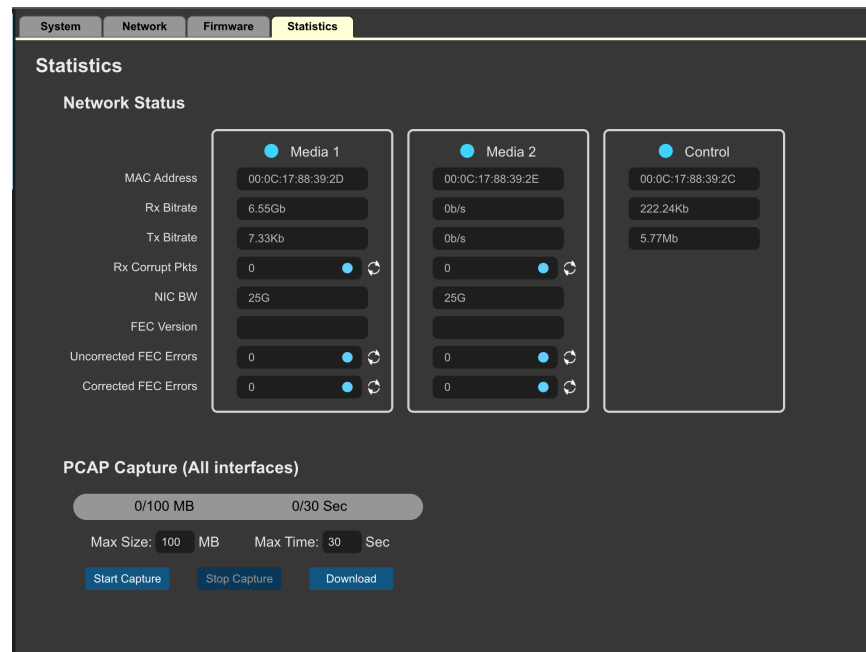 System Network Firmware Statistics
Statistics
Network Status
Media 1 Media 2 Control
MAC Address 00:0C:17:88:39:2D 00:0C:17:88:39:2E 00:0C:17:88:39:2C
Rx Bitrate 6.55Gb 0b/s 222.24Kb
Tx Bitrate 7.33Kb 0b/s 5.77Mb
Rx Corrupt Pkts 0 0
NIC BW 25G 25G
FEC Version
Uncorrected FEC Errors 0 0
Corrected FEC Errors 0 0
PCAP Capture (All interfaces)
0/100 MB 0/30 Sec
Max Size: 100 MB Max Time: 30 Sec
Start Capture Stop Capture Download